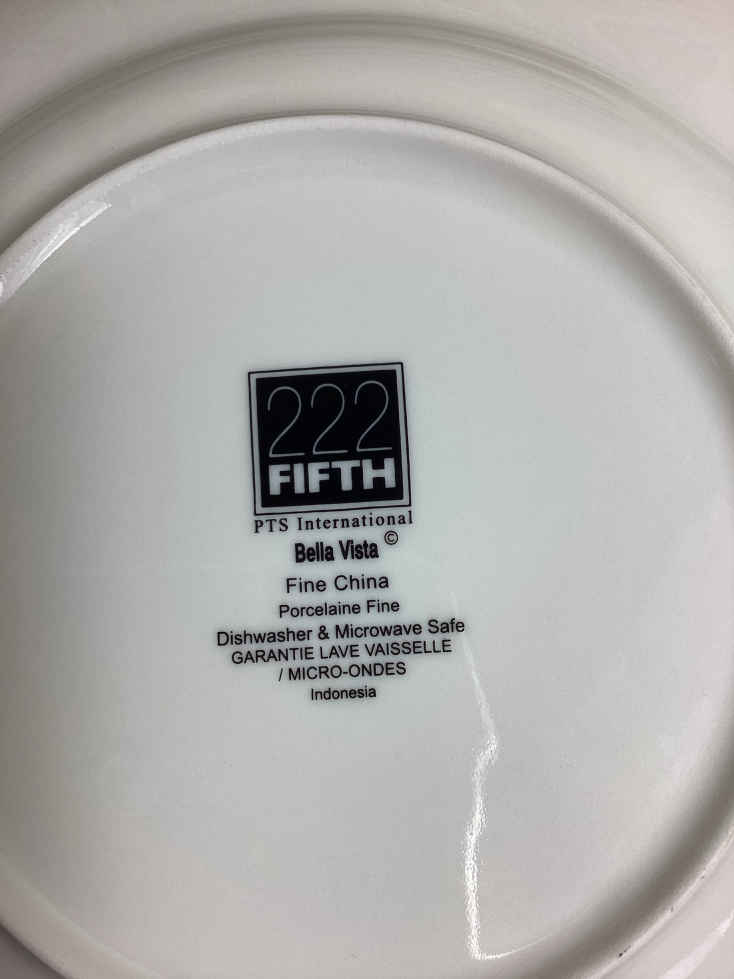 222
FIFTH
PTS International
Bella Vista ©
Fine China
Porcelaine Fine
Dishwasher & Microwave Safe
GARANTIE LAVE VAISSELLE
/ MICRO-ONDES
Indonesia